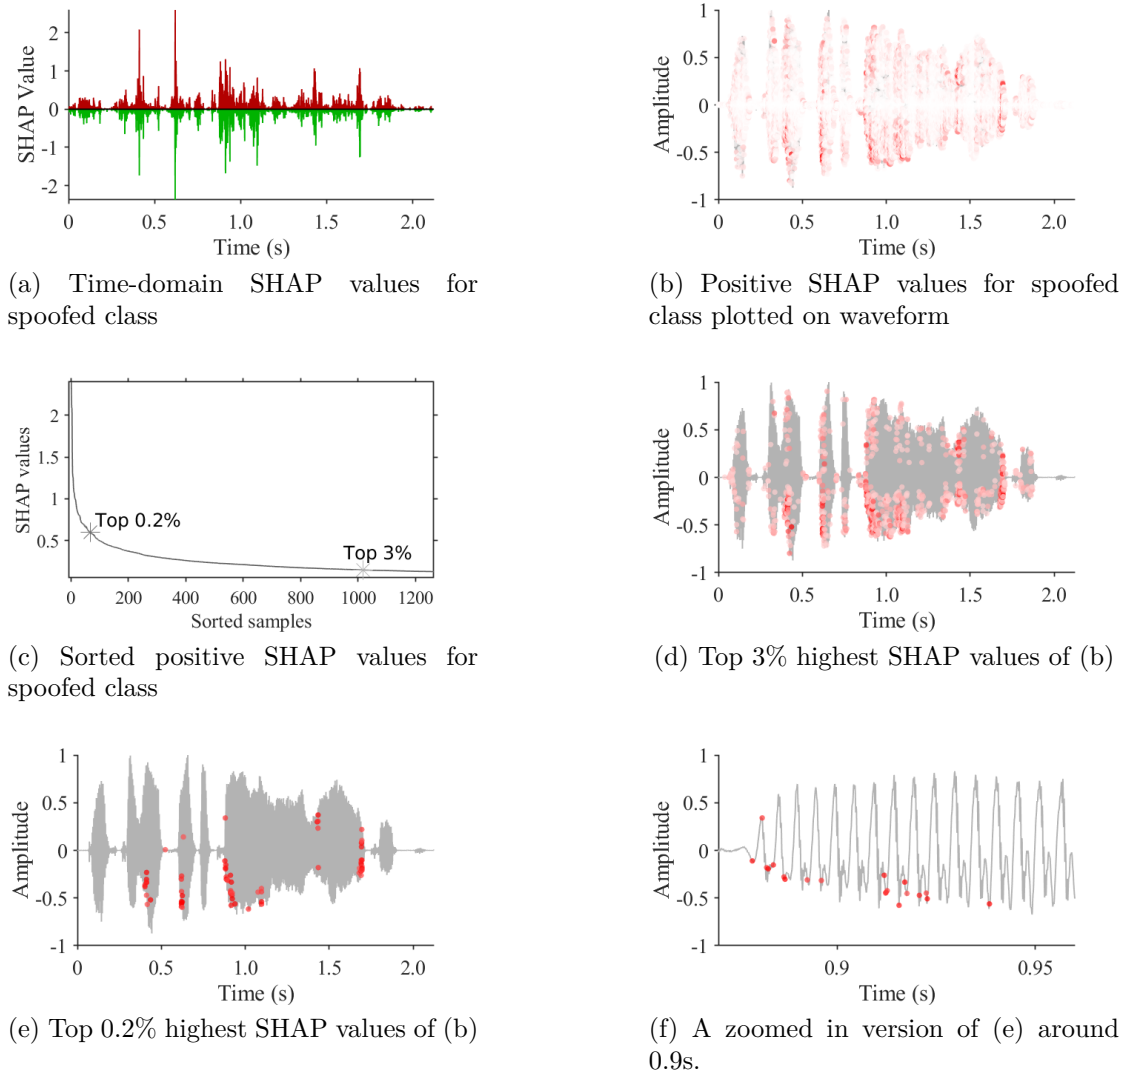 2
1
0
-1
-2
SHAP Value
0
0.5
1.0
1.5
2.0
Time (s)
(a) Time-domain SHAP values for
spoofed class
1
0.5
0
-0.5
-1
Amplitude
0
0.5
1.0
1.5
2.0
Time (s)
(b) Positive SHAP values for spoofed
class plotted on waveform
2
1.5
1
0.5
SHAP values
Top 0.2%
Top 3%
0
200
400
600
800
1000
1200
Sorted samples
(c) Sorted positive SHAP values for
spoofed class
1
0.5
0
-0.5
-1
Amplitude
0
0.5
1.0
1.5
2.0
Time (s)
(d) Top 3% highest SHAP values of (b)
1
0.5
0
-0.5
-1
Amplitude
0
0.5
1.0
1.5
2.0
Time (s)
(e) Top 0.2% highest SHAP values of (b)
1
0.5
0
-0.5
-1
Amplitude
0.9
0.95
Time (s)
(f) A zoomed in version of (e) around
0.9s.